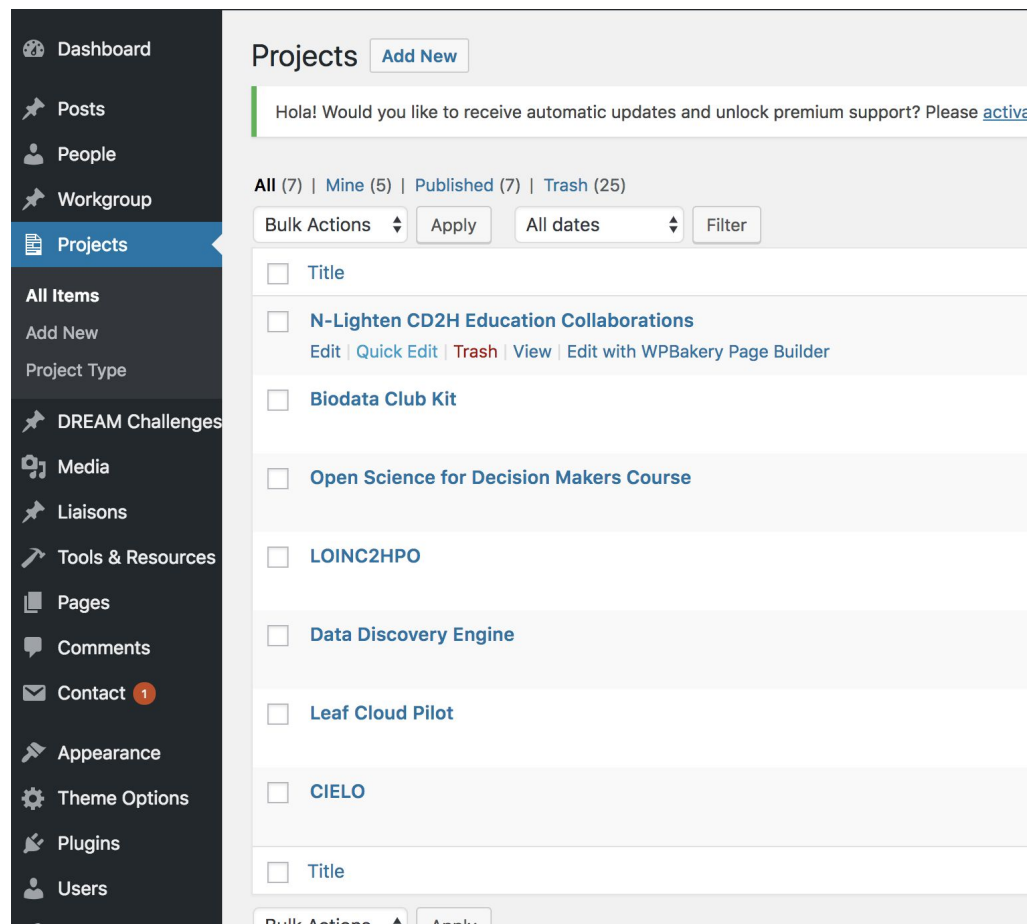 Dashboard
Posts
People
Workgroup
Projects
All Items
Add New
Project Type
DREAM Challenges
Media
Liaisons
Tools & Resources
Pages
Comments
Contact 1
Appearance
Theme Options
Plugins
Users
Projects Add New
Hola! Would you like to receive automatic updates and unlock premium support? Please activa
All (7) | Mine (5) | Published (7) | Trash (25)
Bulk Actions Apply All dates Filter
Title
N-Lighten CD2H Education Collaborations
Edit | Quick Edit | Trash | View | Edit with WPBakery Page Builder
Biodata Club Kit
Open Science for Decision Makers Course
LOINC2HPO
Data Discovery Engine
Leaf Cloud Pilot
CIELO
Title
Bulk Actions Apply